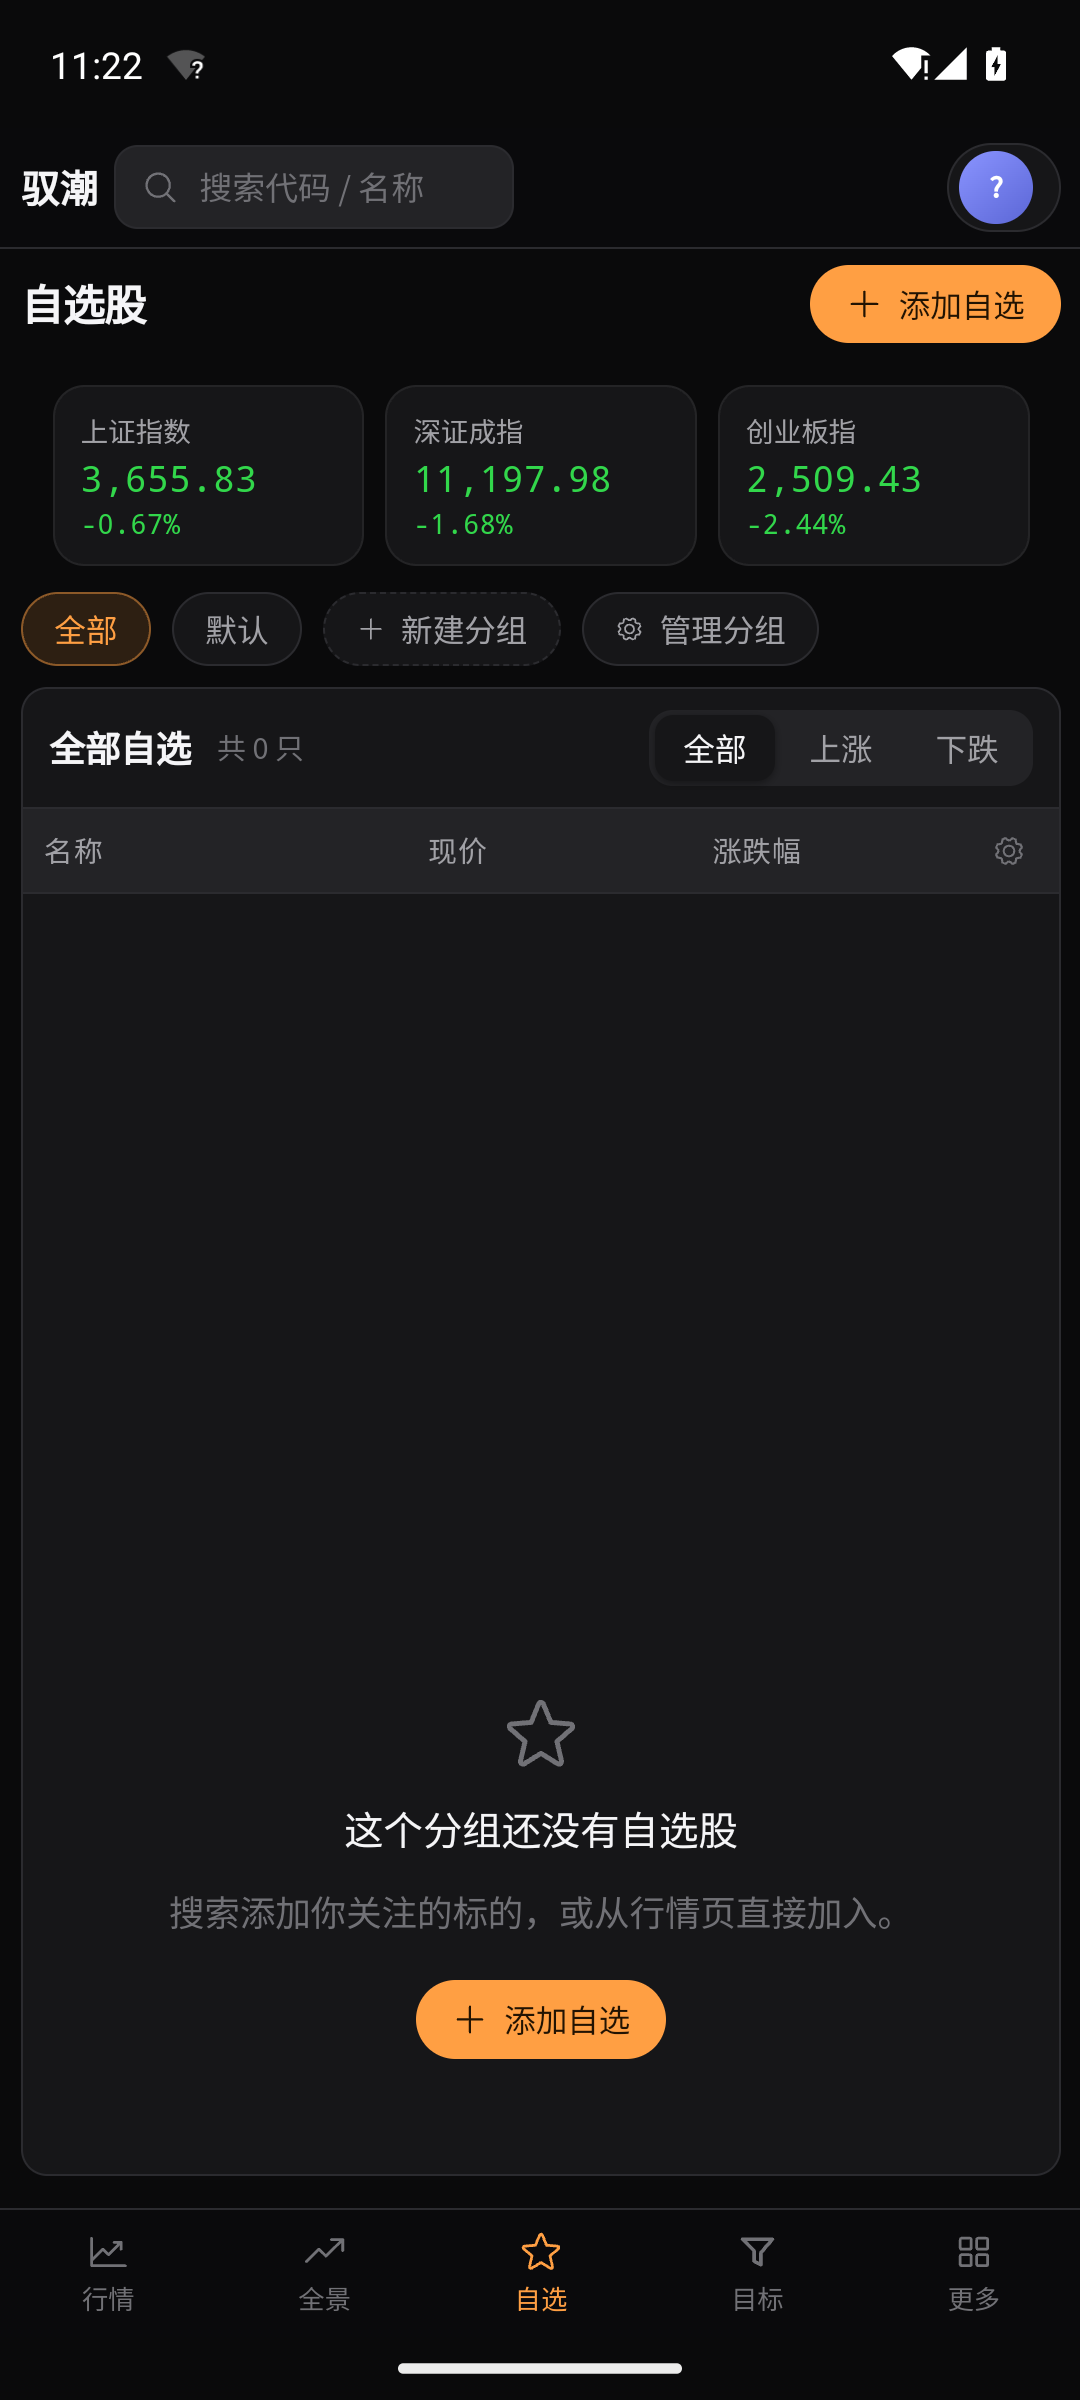 11:22
驭潮
搜索代码 / 名称
?
自选股
添加自选
上证指数
3,655.83
-0.67%
深证成指
11,197.98
-1.68%
创业板指
2,509.43
-2.44%
全部
默认
新建分组
管理分组
全部自选 共 0 只
全部 上涨 下跌
名称 现价 涨跌幅
这个分组还没有自选股
搜索添加你关注的标的，或从行情页直接加入。
添加自选
行情
全景
自选
目标
更多